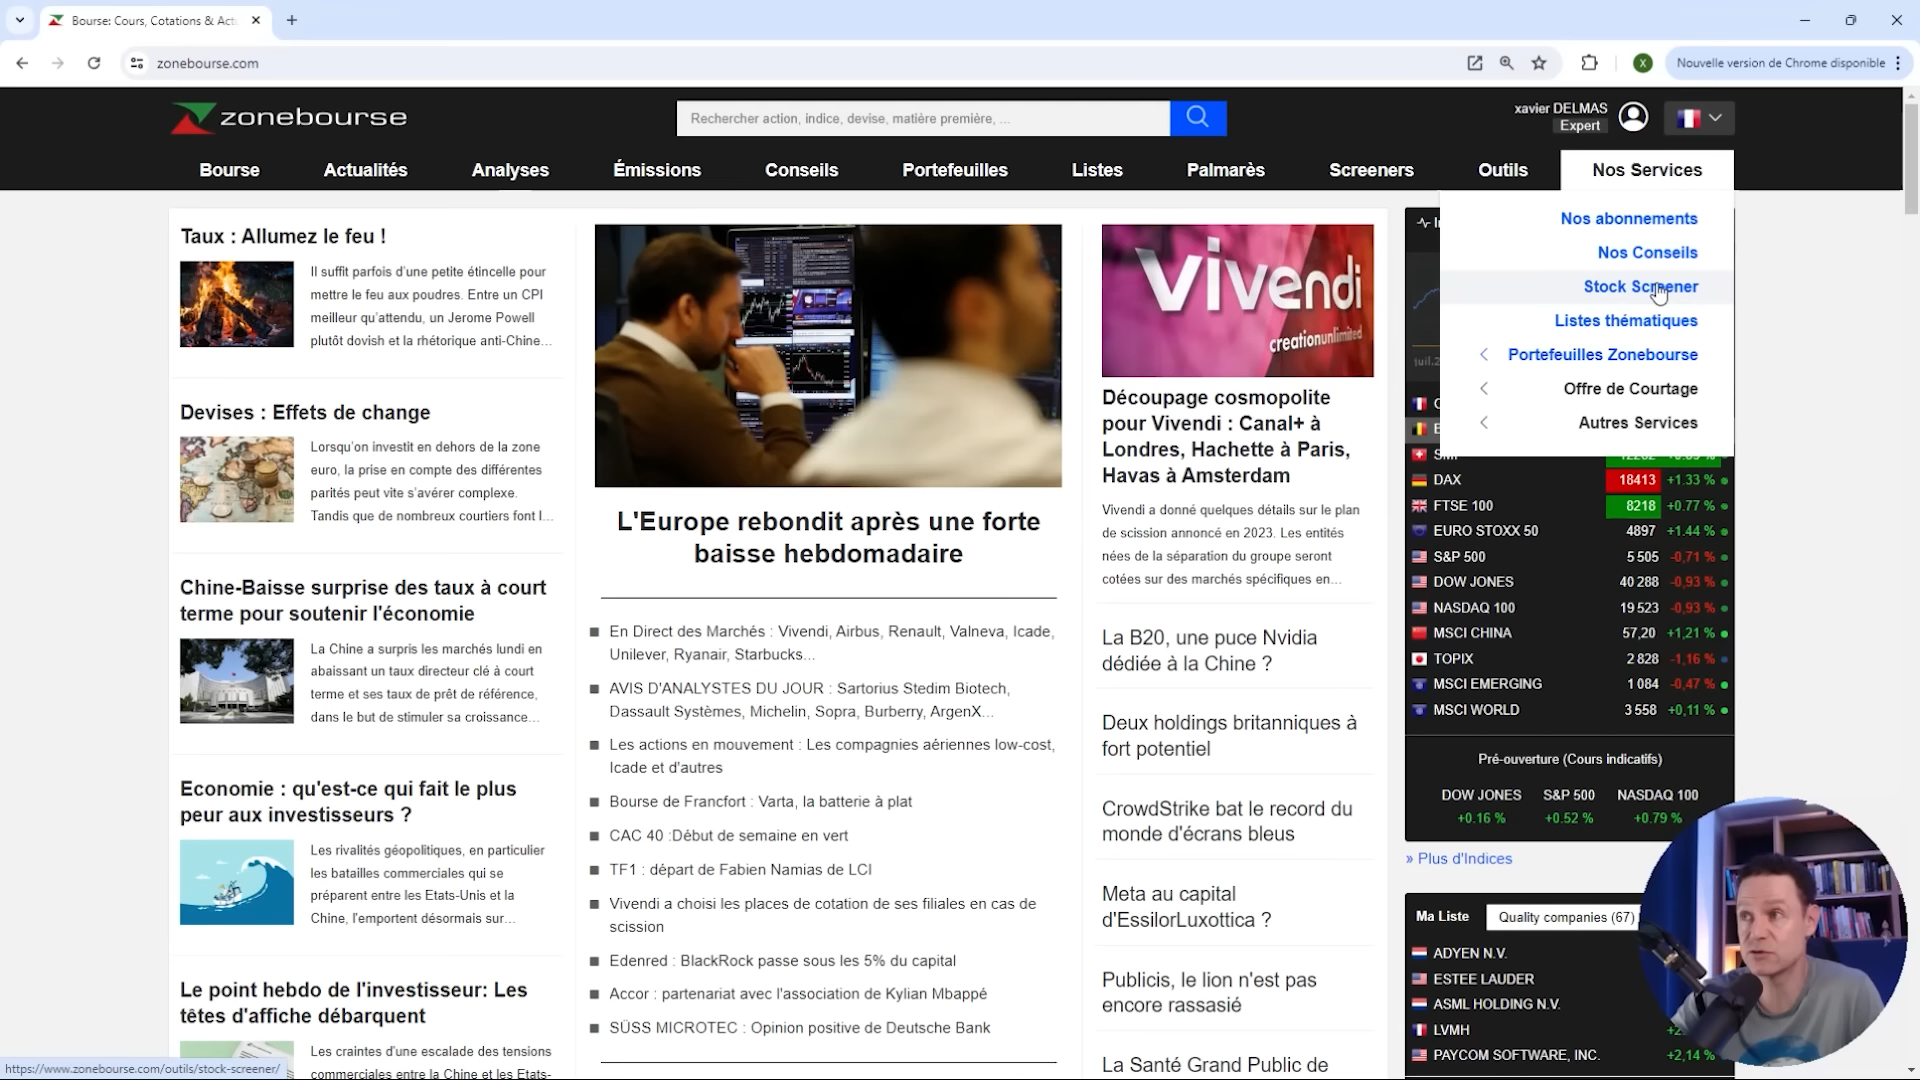 Bourse: Cours, Cotations & Act
zonebourse.com
Nouvelle version de Chrome disponible
zonebourse
Rechercher action, indice, devise, matière première, ...
xavier DELMAS
Expert
Bourse
Actualités
Analyses
Émissions
Conseils
Portefeuilles
Listes
Palmarès
Screeners
Outils
Nos Services
Nos abonnements
Nos Conseils
Stock Screener
Listes thématiques
Portefeuilles Zonebourse
Offre de Courtage
Autres Services
Taux : Allumez le feu !
Il suffit parfois d'une petite étincelle pour
mettre le feu aux poudres. Entre un CPI
meilleur qu'attendu, un Jerome Powell
plutôt dovish et la rhétorique anti-Chine...
Devises : Effets de change
Lorsqu'on investit en dehors de la zone
euro, la prise en compte des différentes
parités peut vite s'avérer complexe.
Tandis que de nombreux courtiers font l...
Chine-Baisse surprise des taux à court
terme pour soutenir l'économie
La Chine a surpris les marchés lundi en
abaissant un taux directeur clé à court
terme et ses taux de prêt de référence,
dans le but de stimuler sa croissance...
Economie : qu'est-ce qui fait le plus
peur aux investisseurs ?
Les rivalités géopolitiques, en particulier
les batailles commerciales qui se
préparent entre les Etats-Unis et la
Chine, l'emportent désormais sur...
Le point hebdo de l'investisseur: Les
têtes d'affiche débarquent
Les craintes d'une escalade des tensions
commerciales entre la Chine et les Etats-
https://www.zonebourse.com/outils/stock-screener/
L'Europe rebondit après une forte
baisse hebdomadaire
En Direct des Marchés : Vivendi, Airbus, Renault, Valneva, Icade,
Unilever, Ryanair, Starbucks...
AVIS D'ANALYSTES DU JOUR : Sartorius Stedim Biotech,
Dassault Systèmes, Michelin, Sopra, Burberry, ArgenX...
Les actions en mouvement : Les compagnies aériennes low-cost,
Icade et d'autres
Bourse de Francfort : Varta, la batterie à plat
CAC 40 :Début de semaine en vert
TF1 : départ de Fabien Namias de LCI
Vivendi a choisi les places de cotation de ses filiales en cas de
scission
Edenred : BlackRock passe sous les 5% du capital
Accor : partenariat avec l'association de Kylian Mbappé
SÜSS MICROTEC : Opinion positive de Deutsche Bank
vivendi
creationunlimited
Découpage cosmopolite
pour Vivendi : Canal+ à
Londres, Hachette à Paris,
Havas à Amsterdam
Vivendi a donné quelques détails sur le plan
de scission annoncé en 2023. Les entités
nées de la séparation du groupe seront
cotées sur des marchés spécifiques en...
La B20, une puce Nvidia
dédiée à la Chine ?
Deux holdings britanniques à
fort potentiel
CrowdStrike bat le record du
monde d'écrans bleus
Meta au capital
d'EssilorLuxottica ?
Publicis, le lion n'est pas
encore rassasié
La Santé Grand Public de
DAX 18413 +1.33 %
FTSE 100 8218 +0.77 %
EURO STOXX 50 4897 +1.44 %
S&P 500 5 505 -0,71 %
DOW JONES 40 288 -0,93 %
NASDAQ 100 19 523 -0,93 %
MSCI CHINA 57,20 +1,21 %
TOPIX 2 828 -1,16 %
MSCI EMERGING 1 084 -0,47 %
MSCI WORLD 3 558 +0,11 %
Pré-ouverture (Cours indicatifs)
DOW JONES S&P 500 NASDAQ 100
+0.16 % +0.52 % +0.79 %
» Plus d'Indices
Ma Liste Quality companies (67)
ADYEN N.V.
ESTEE LAUDER
ASML HOLDING N.V.
LVMH
PAYCOM SOFTWARE, INC. +2,14 %